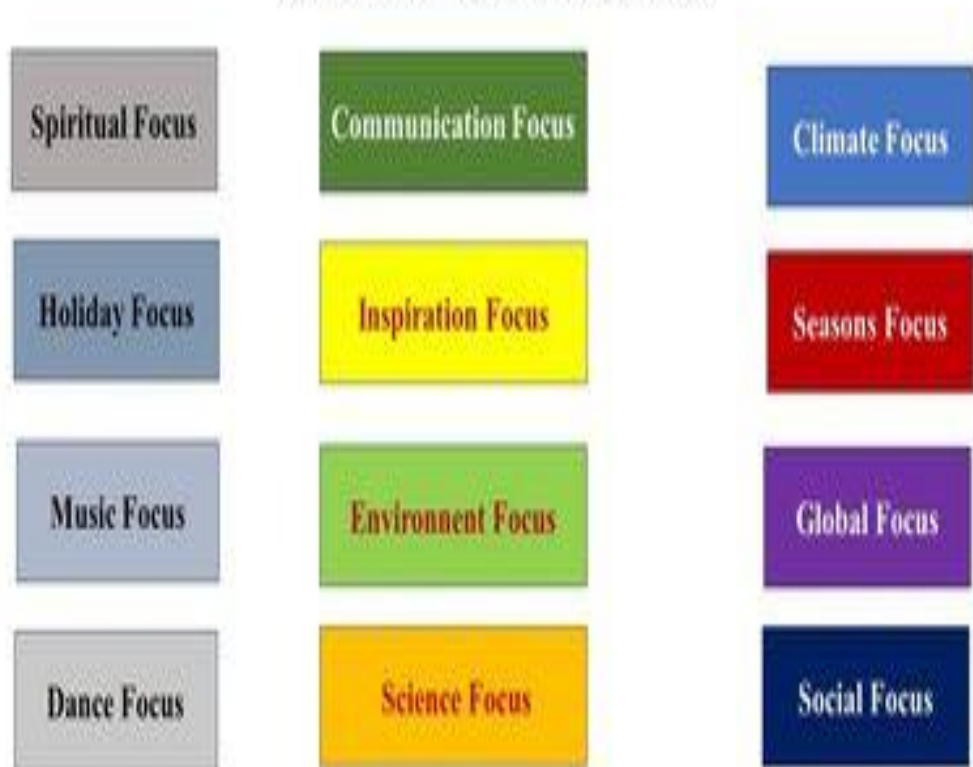 Spiritual Focus
Communication Focus
Climate Focus
Holiday Focus
Inspiration Focus
Seasons Focus
Music Focus
Environnent Focus
Global Focus
Dance Focus
Science Focus
Social Focus